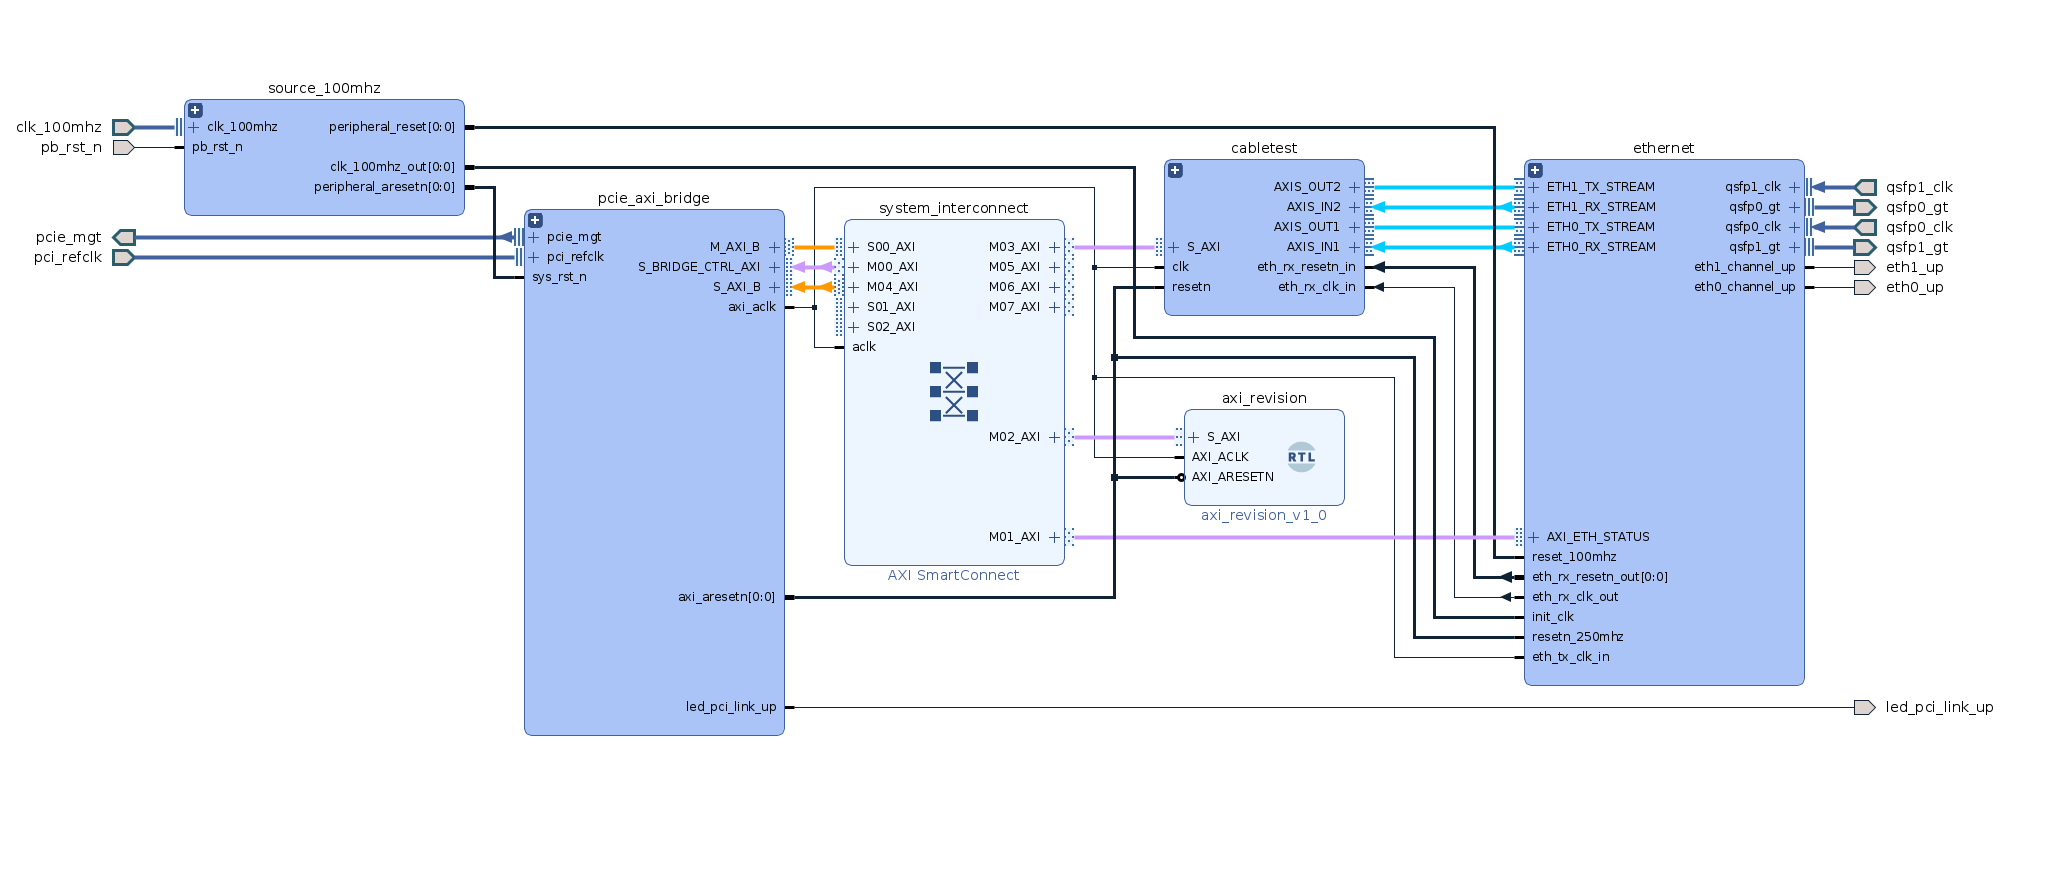 source_100mhz
clk_100mhz
pb_rst_n
clk_100mhz
pb_rst_n
peripheral_reset[0:0]
clk_100mhz_out[0:0]
peripheral_aresetn[0:0]
pcie_mgt
pci_refclk
pcie_axi_bridge
pcie_mgt
pci_refclk
sys_rst_n
M_AXI_B
S_BRIDGE_CTRL_AXI
S_AXI_B
axi_aclk
axi_aresetn[0:0]
led_pci_link_up
system_interconnect
S00_AXI
M00_AXI
M04_AXI
S01_AXI
S02_AXI
aclk
M03_AXI
M05_AXI
M06_AXI
M07_AXI
M02_AXI
M01_AXI
AXI SmartConnect
cabletest
S_AXI
clk
resetn
AXIS_OUT2
AXIS_IN2
AXIS_OUT1
AXIS_IN1
eth_rx_resetn_in
eth_rx_clk_in
axi_revision
S_AXI
AXI_ACLK
AXI_ARESETN
RTL
axi_revision_v1_0
ethernet
ETH1_TX_STREAM
ETH1_RX_STREAM
ETH0_TX_STREAM
ETH0_RX_STREAM
AXI_ETH_STATUS
reset_100mhz
eth_rx_resetn_out[0:0]
eth_rx_clk_out
init_clk
resetn_250mhz
eth_tx_clk_in
qsfp1_clk
qsfp0_gt
qsfp0_clk
qsfp1_gt
eth1_channel_up
eth0_channel_up
qsfp1_clk
qsfp0_gt
qsfp0_clk
qsfp1_gt
eth1_up
eth0_up
led_pci_link_up